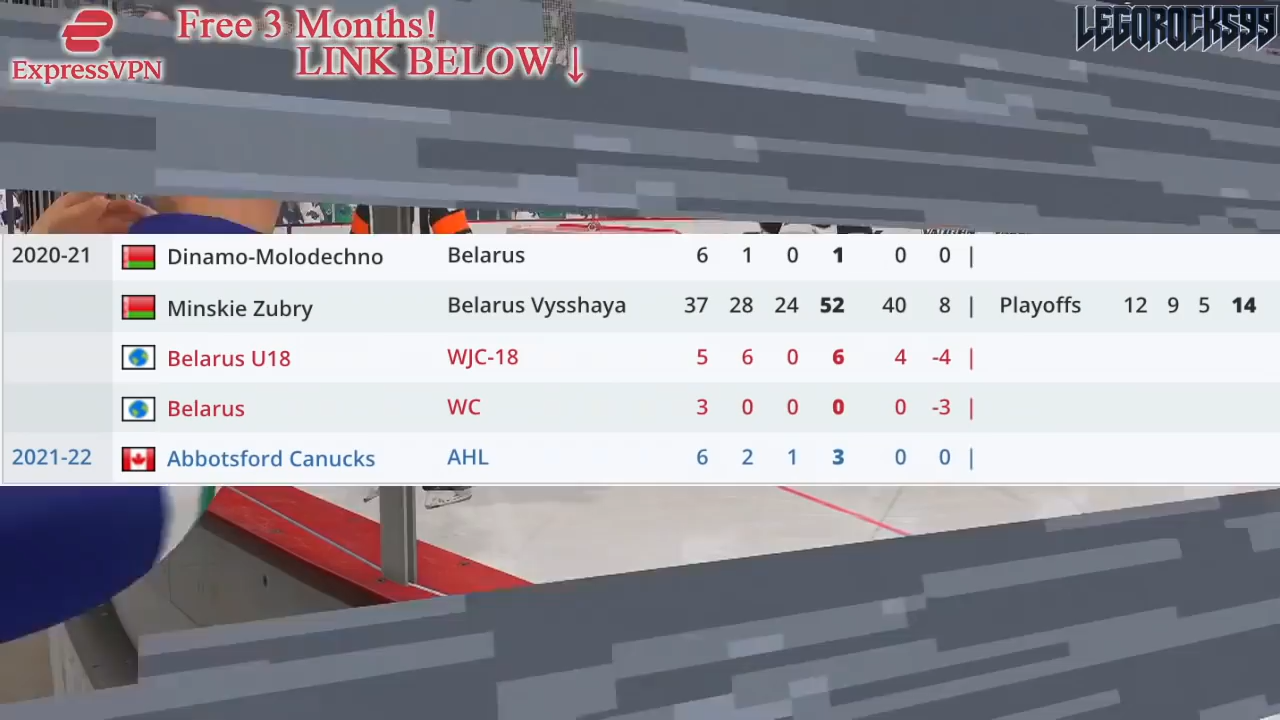 Free 3 Months!
LINK BELOW ↓
ExpressVPN
LEGOROCKS99
2020-21 Dinamo-Molodechno Belarus 6 1 0 1 0 0 |
Minskie Zubry Belarus Vysshaya 37 28 24 52 40 8 | Playoffs 12 9 5 14
Belarus U18 WJC-18 5 6 0 6 4 -4 |
Belarus WC 3 0 0 0 0 -3 |
2021-22 Abbotsford Canucks AHL 6 2 1 3 0 0 |